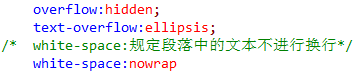 overflow:hidden;
text-overflow:ellipsis;
/*  white-space:规定段落中的文本不进行换行*/
white-space:nowrap